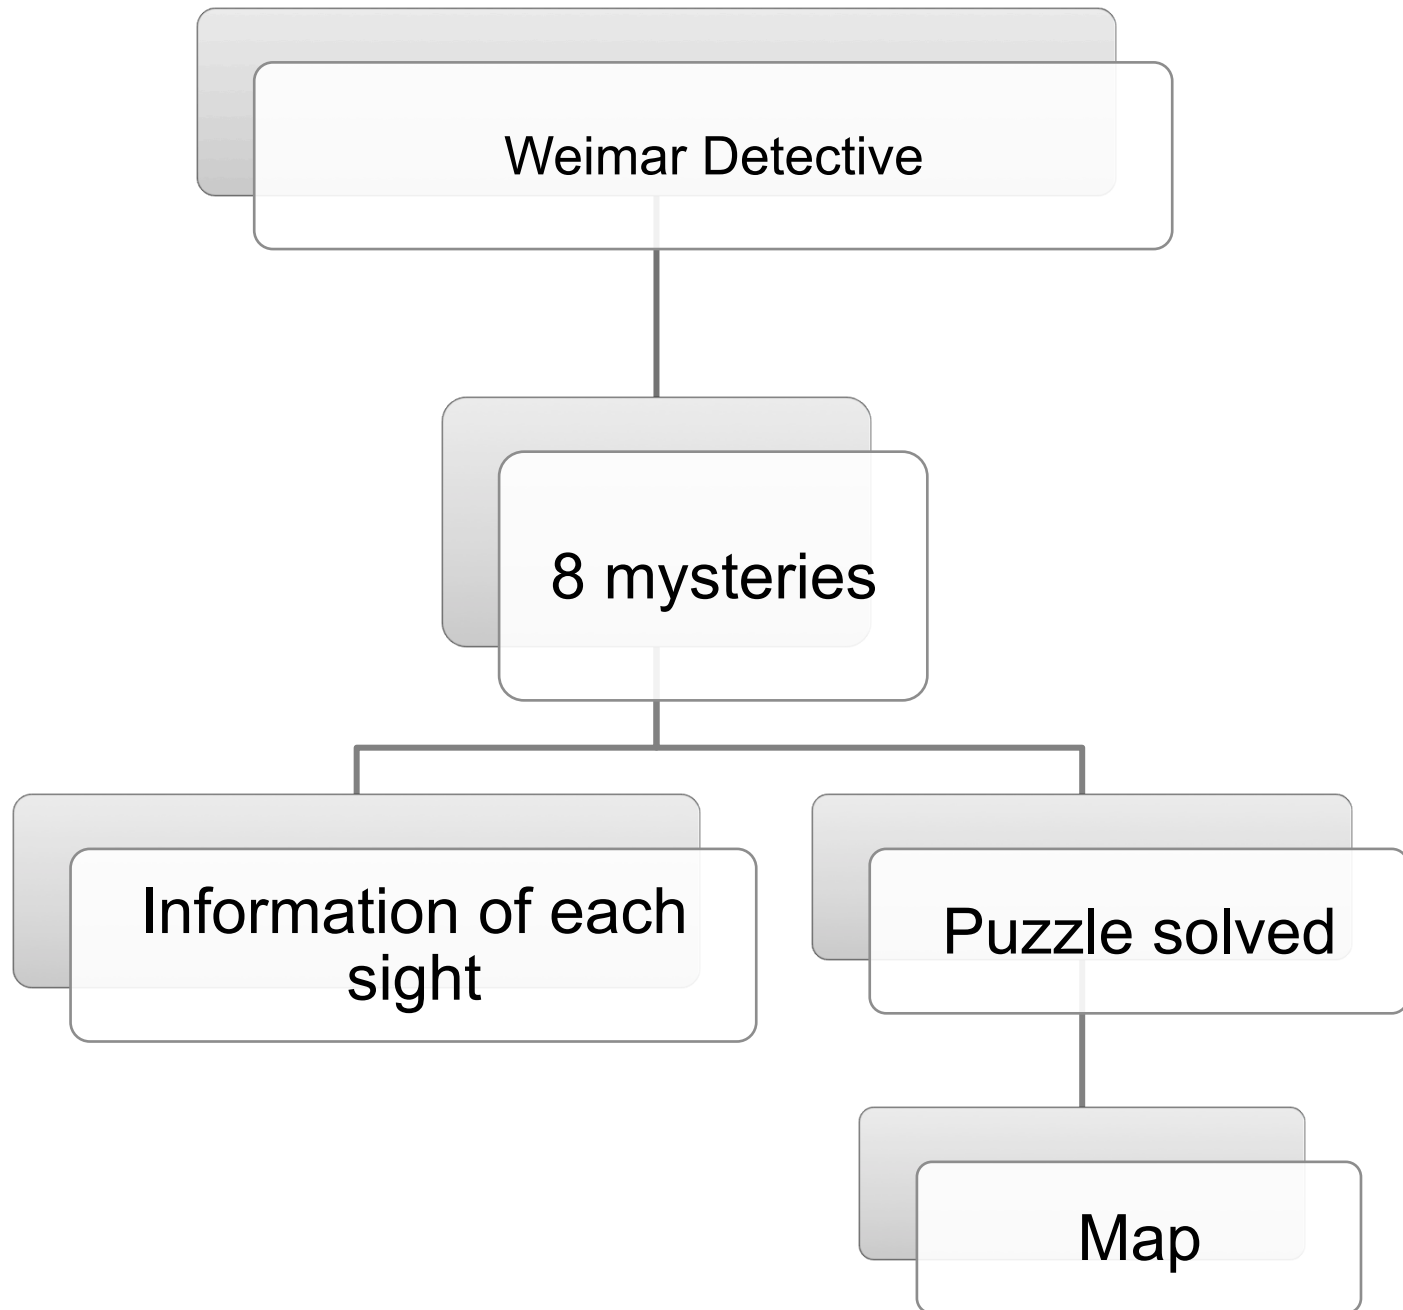 Weimar Detective
8 mysteries
Information of each
sight
Puzzle solved
Map